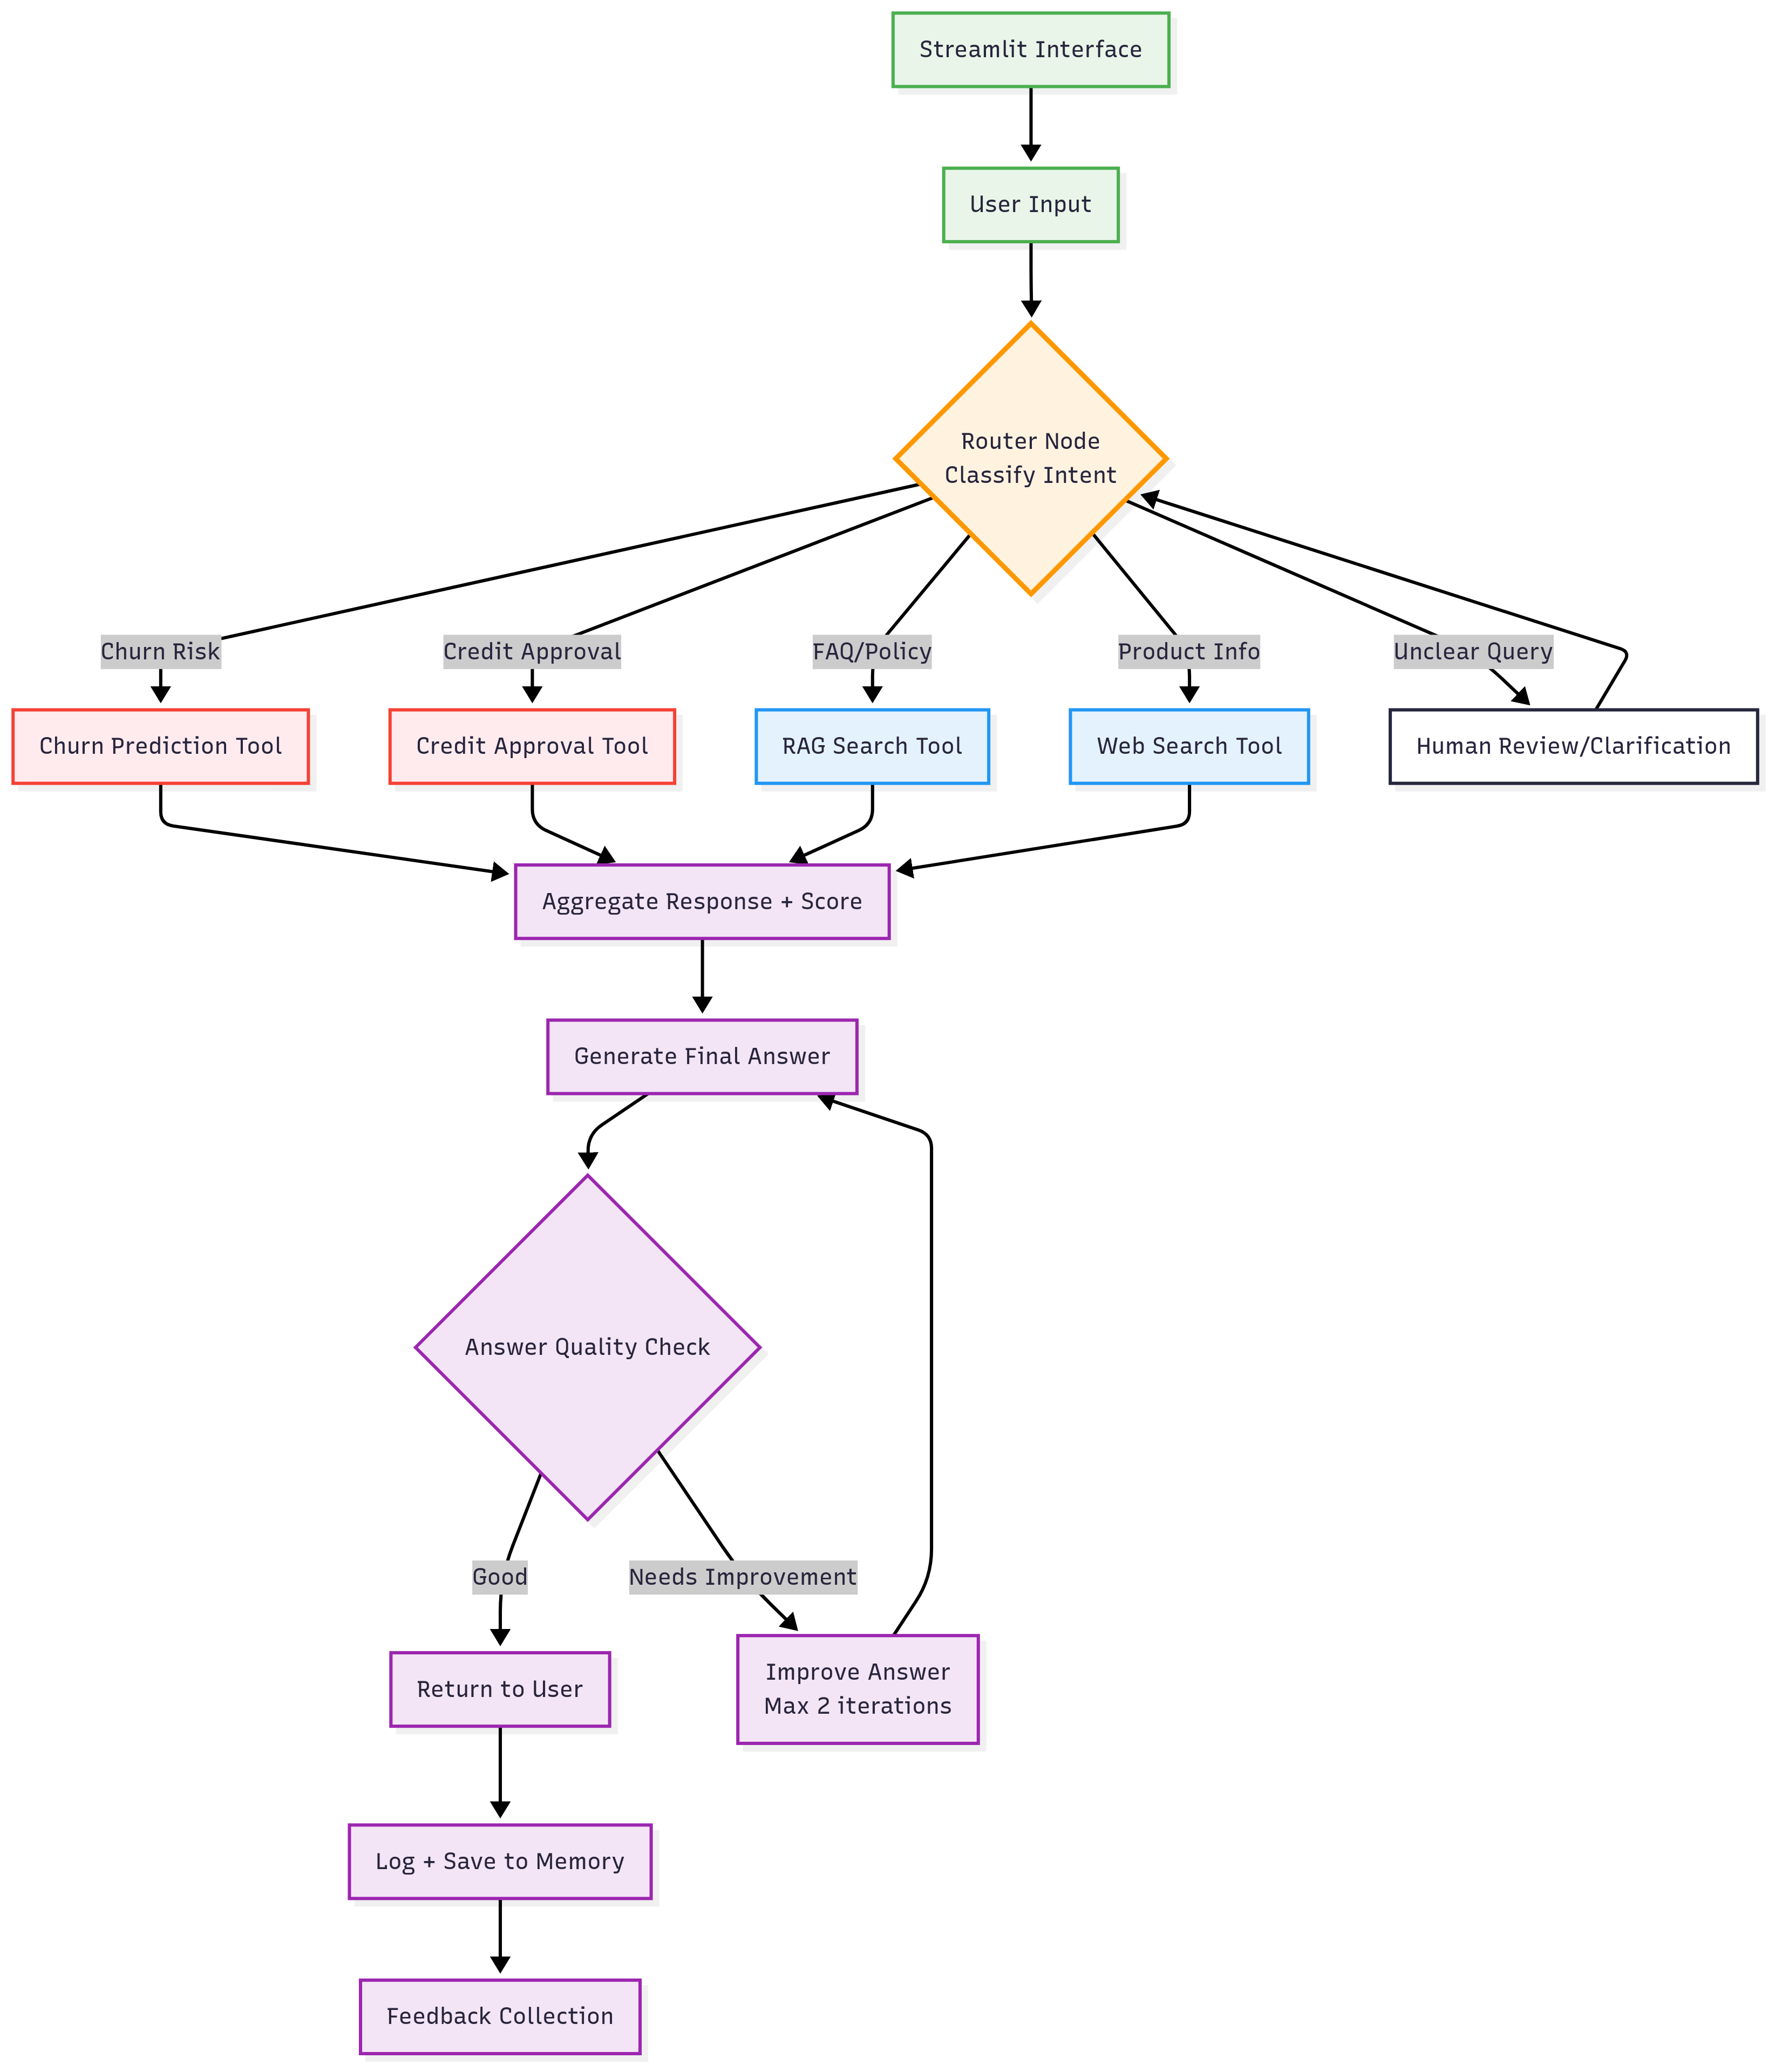 Streamlit Interface
User Input
Router Node
Classify Intent
Churn Risk
Credit Approval
FAQ/Policy
Product Info
Unclear Query
Churn Prediction Tool
Credit Approval Tool
RAG Search Tool
Web Search Tool
Human Review/Clarification
Aggregate Response + Score
Generate Final Answer
Answer Quality Check
Good
Needs Improvement
Return to User
Improve Answer
Max 2 iterations
Log + Save to Memory
Feedback Collection